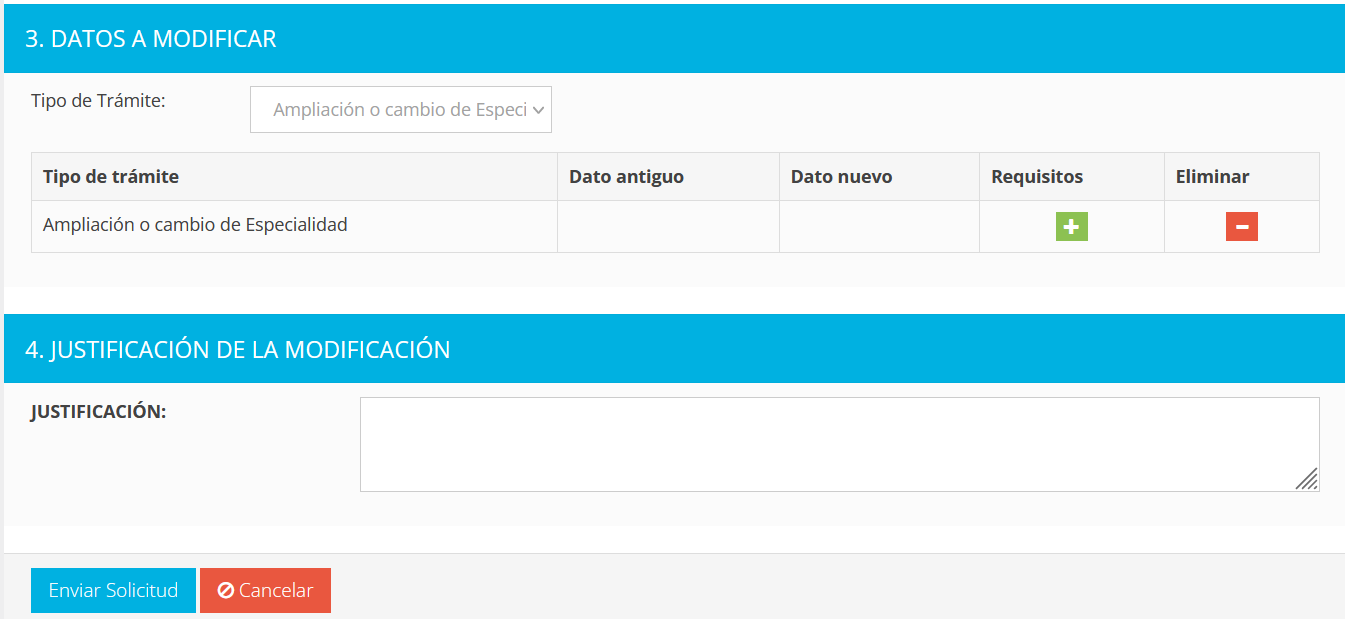 3. DATOS A MODIFICAR
Tipo de Trámite:
Ampliación o cambio de Especi
Tipo de trámite Dato antiguo Dato nuevo Requisitos Eliminar
Ampliación o cambio de Especialidad
4. JUSTIFICACIÓN DE LA MODIFICACIÓN
JUSTIFICACIÓN:
Enviar Solicitud Cancelar